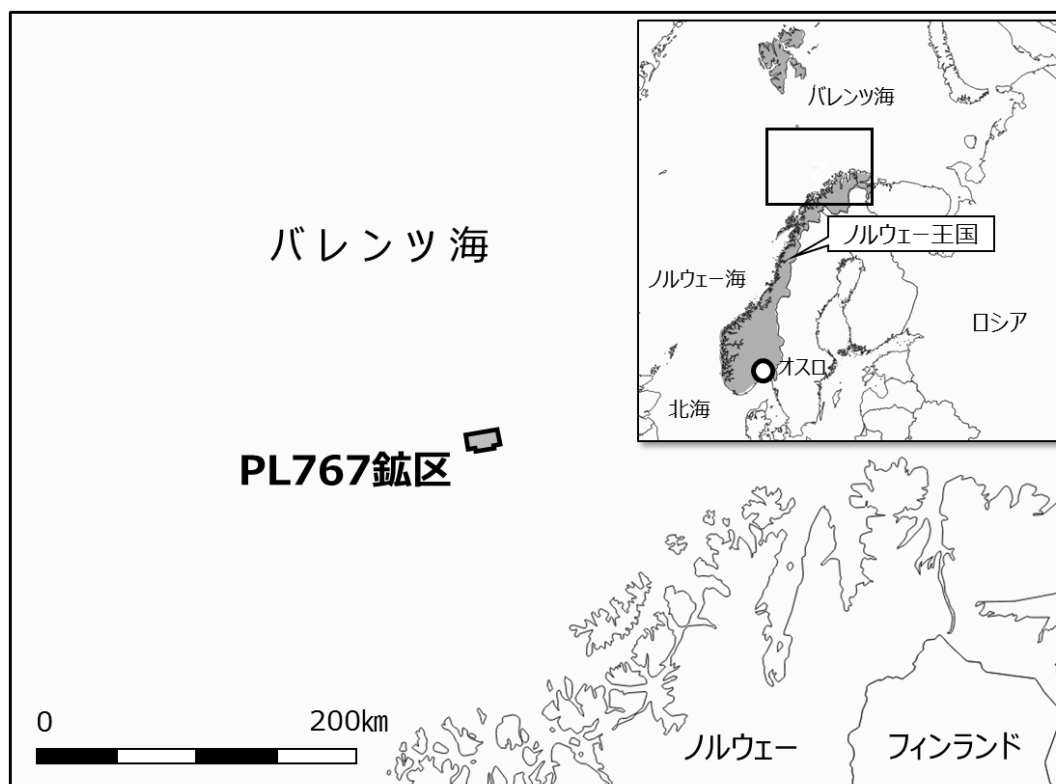 バレンツ海
PL767鉱区
0
200㎞
ノルウェー
フィンランド
バレンツ海
ノルウェー王国
ノルウェー海
ロシア
オスロ
北海